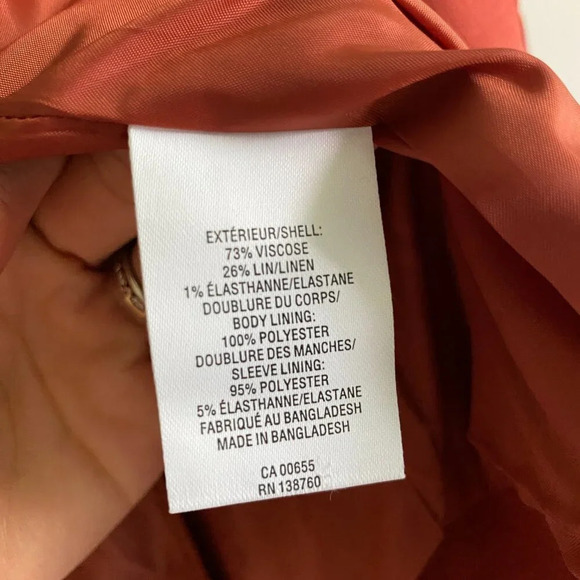 EXTÉRIEUR/SHELL:
73% VISCOSE
26% LIN/LINEN
1% ÉLASTHANNE/ELASTANE
DOUBLURE DU CORPS/
BODY LINING:
100% POLYESTER
DOUBLURE DES MANCHES/
SLEEVE LINING:
95% POLYESTER
5% ÉLASTHANNE/ELASTANE
FABRIQUÉ AU BANGLADESH
MADE IN BANGLADESH
CA 00655
RN 138760